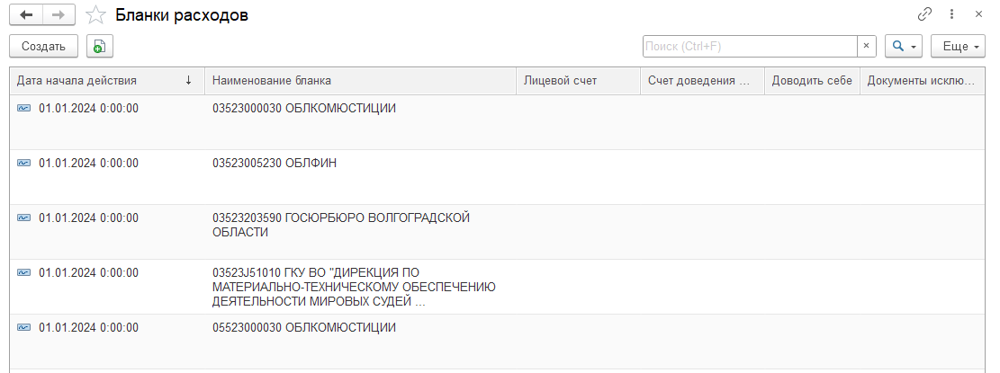 Бланки расходов
Создать
Поиск (Ctrl+F)
×
Еще
Дата начала действия ↓ Наименование бланка Лицевой счет Счет доведения ... Доводить себе Документы исклю...
01.01.2024 0:00:00 03523000030 ОБЛКОМЮСТИЦИИ
01.01.2024 0:00:00 03523005230 ОБЛФИН
01.01.2024 0:00:00 03523203590 ГОСЮРБЮРО ВОЛГОГРАДСКОЙ
ОБЛАСТИ
01.01.2024 0:00:00 03523J51010 ГКУ ВО "ДИРЕКЦИЯ ПО
МАТЕРИАЛЬНО-ТЕХНИЧЕСКОМУ ОБЕСПЕЧЕНИЮ
ДЕЯТЕЛЬНОСТИ МИРОВЫХ СУДЕЙ ...
01.01.2024 0:00:00 05523000030 ОБЛКОМЮСТИЦИИ